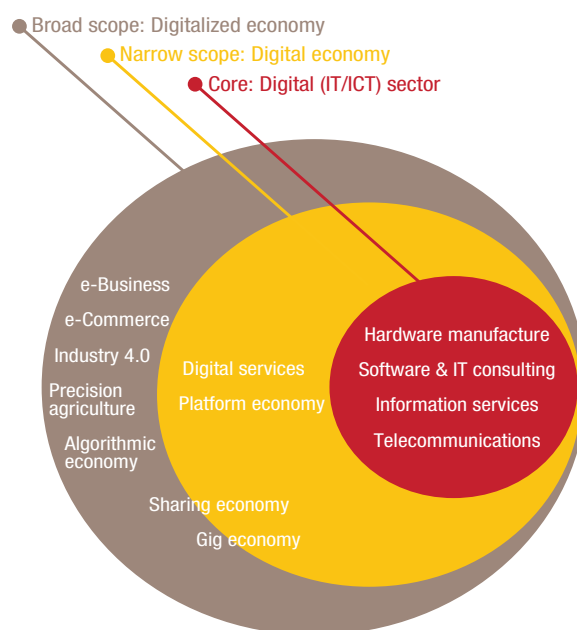 Broad scope: Digitalized economy
Narrow scope: Digital economy
Core: Digital (IT/ICT) sector
e-Business
e-Commerce
Industry 4.0
Precision
agriculture
Algorithmic
economy
Digital services
Platform economy
Sharing economy
Gig economy
Hardware manufacture
Software & IT consulting
Information services
Telecommunications